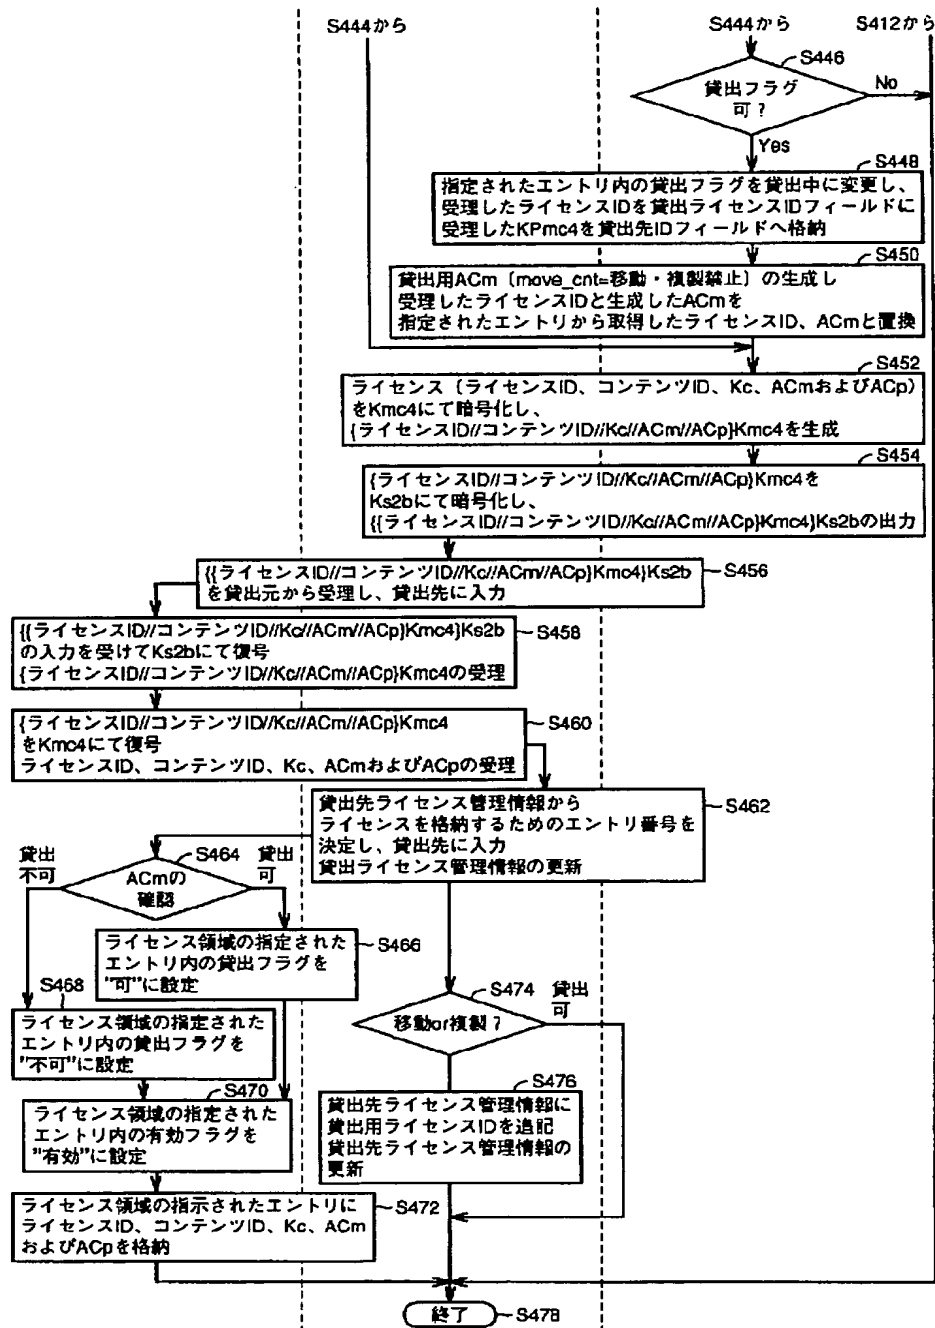 S444から
S444から
S412から
S446
貸出フラグ
可?
No
Yes
S448
指定されたエントリ内の貸出フラグを貸出中に変更し、
受理したライセンスIDを貸出ライセンスIDフィールドに
受理したKPmc4を貸出先IDフィールドへ格納
S450
貸出用ACm〔move_cnt=移動・複製禁止〕の生成し
受理したライセンスIDと生成したACmを
指定されたエントリから取得したライセンスID、ACmと置換
S452
ライセンス(ライセンスID、コンテンツID、Kc、ACmおよびACp)
をKmc4にて暗号化し、
{ライセンスID//コンテンツID//Kc//ACm//ACp}Kmc4を生成
S454
{ライセンスID//コンテンツID//Kc//ACm//ACp}Kmc4を
Ks2bにて暗号化し、
{{ライセンスID//コンテンツID//Kc//ACm//ACp}Kmc4}Ks2bの出力
{{ライセンスID//コンテンツID//Kc//ACm//ACp}Kmc4}Ks2b
を貸出元から受理し、貸出先に入力
S456
{{ライセンスID//コンテンツID//Kc//ACm//ACp}Kmc4}Ks2b
の入力を受けてKs2bにて復号
{ライセンスID//コンテンツID//Kc//ACm//ACp}Kmc4の受理
S458
{ライセンスID//コンテンツID//Kc//ACm//ACp}Kmc4
をKmc4にて復号
ライセンスID、コンテンツID、Kc、ACmおよびACpの受理
S460
貸出先ライセンス管理情報から
ライセンスを格納するためのエントリ番号を
決定し、貸出先に入力
貸出ライセンス管理情報の更新
S462
貸出
不可
S464
ACmの
確認
貸出
可
ライセンス領域の指定された
エントリ内の貸出フラグを
"可"に設定
S466
S468
ライセンス領域の指定された
エントリ内の貸出フラグを
"不可"に設定
S474
移動or複製?
貸出
可
S470
ライセンス領域の指定された
エントリ内の有効フラグを
"有効"に設定
S476
貸出先ライセンス管理情報に
貸出用ライセンスIDを追記
貸出先ライセンス管理情報の
更新
ライセンス領域の指示されたエントリに
ライセンスID、コンテンツID、Kc、ACm
およびACpを格納
S472
終了
S478